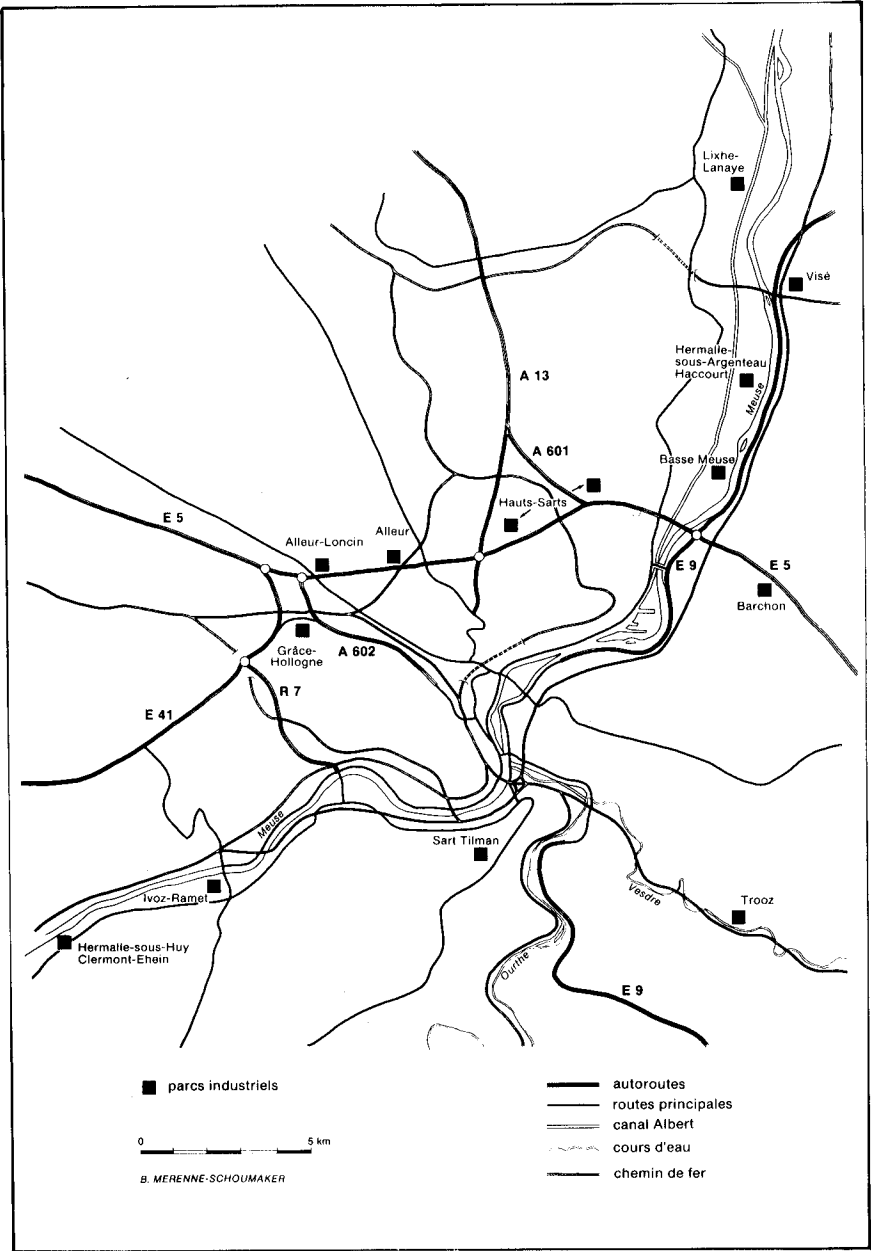 Lixhe-
Lanaye
Visé
Hermalle-
sous-Argenteau
Haccourt
Meuse
A 13
A 601
Basse Meuse
Hauts-Sarts
E 5
Alleur
Alleur-Loncin
E 9
E 5
Barchon
Grâce-
Hollogne
A 602
R 7
E 41
Meuse
Sart Tilman
Ivoz-Ramet
Vesdre
Trooz
Hermalle-sous-Huy
Clermont-Ehein
Ourthe
E 9
parcs industriels
0 5 km
B. MERENNE-SCHOUMAKER
autoroutes
routes principales
canal Albert
cours d'eau
chemin de fer